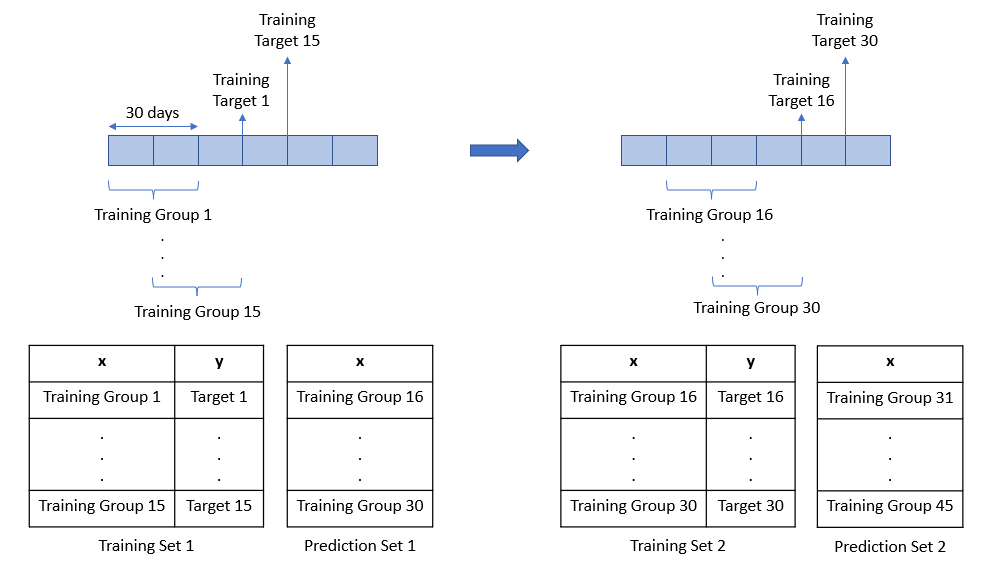 Training
Target 15
Training
Target 1
30 days
Training Group 1
.
.
.
Training Group 15
Training
Target 30
Training
Target 16
Training Group 16
.
.
.
Training Group 30
x y
Training Group 1 Target 1
. .
. .
. .
Training Group 15 Target 15
Training Set 1
x
Training Group 16
.
.
.
Training Group 30
Prediction Set 1
x y
Training Group 16 Target 16
. .
. .
. .
Training Group 30 Target 30
Training Set 2
x
Training Group 31
.
.
.
Training Group 45
Prediction Set 2